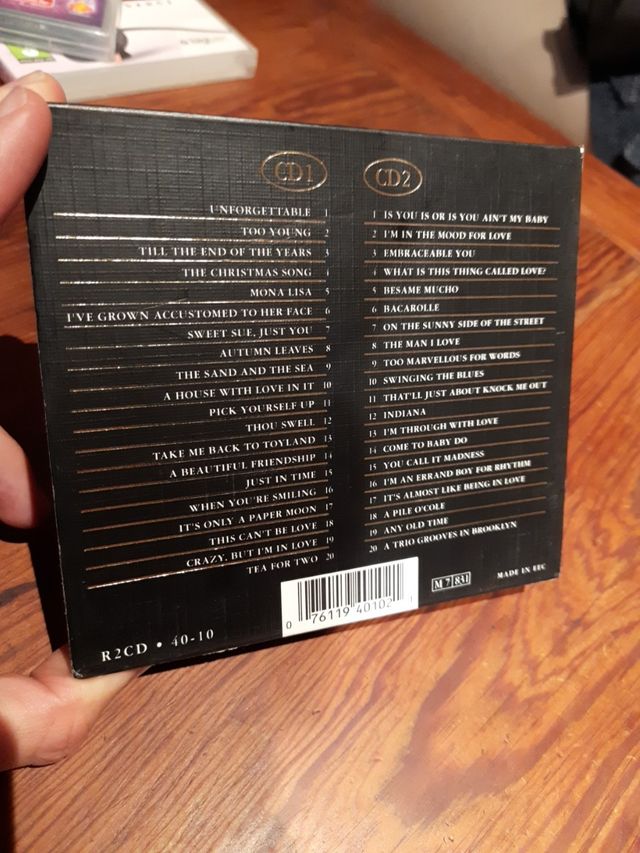 CD1
UNFORGETTABLE 1
TOO YOUNG 2
TILL THE END OF THE YEARS 3
THE CHRISTMAS SONG 4
MONA LISA 5
I'VE GROWN ACCUSTOMED TO HER FACE 6
SWEET SUE, JUST YOU 7
AUTUMN LEAVES 8
THE SAND AND THE SEA 9
A HOUSE WITH LOVE IN IT 10
PICK YOURSELF UP 11
THOU SWELL 12
TAKE ME BACK TO TOYLAND 13
A BEAUTIFUL FRIENDSHIP 14
JUST IN TIME 15
WHEN YOU'RE SMILING 16
IT'S ONLY A PAPER MOON 17
THIS CAN'T BE LOVE 18
CRAZY, BUT I'M IN LOVE 19
TEA FOR TWO 20
CD2
1 IS YOU IS OR IS YOU AIN'T MY BABY
2 I'M IN THE MOOD FOR LOVE
3 EMBRACEABLE YOU
4 WHAT IS THIS THING CALLED LOVE?
5 BESAME MUCHO
6 BACAROLLE
7 ON THE SUNNY SIDE OF THE STREET
8 THE MAN I LOVE
9 TOO MARVELLOUS FOR WORDS
10 SWINGING THE BLUES
11 THAT'LL JUST ABOUT KNOCK ME OUT
12 INDIANA
13 I'M THROUGH WITH LOVE
14 COME TO BABY DO
15 YOU CALL IT MADNESS
16 I'M AN ERRAND BOY FOR RHYTHM
17 IT'S ALMOST LIKE BEING IN LOVE
18 A PILE O'COLE
19 ANY OLD TIME
20 A TRIO GROOVES IN BROOKLYN
R2CD • 40-10
0 76119 40102 1
M 7 831
MADE IN EEC